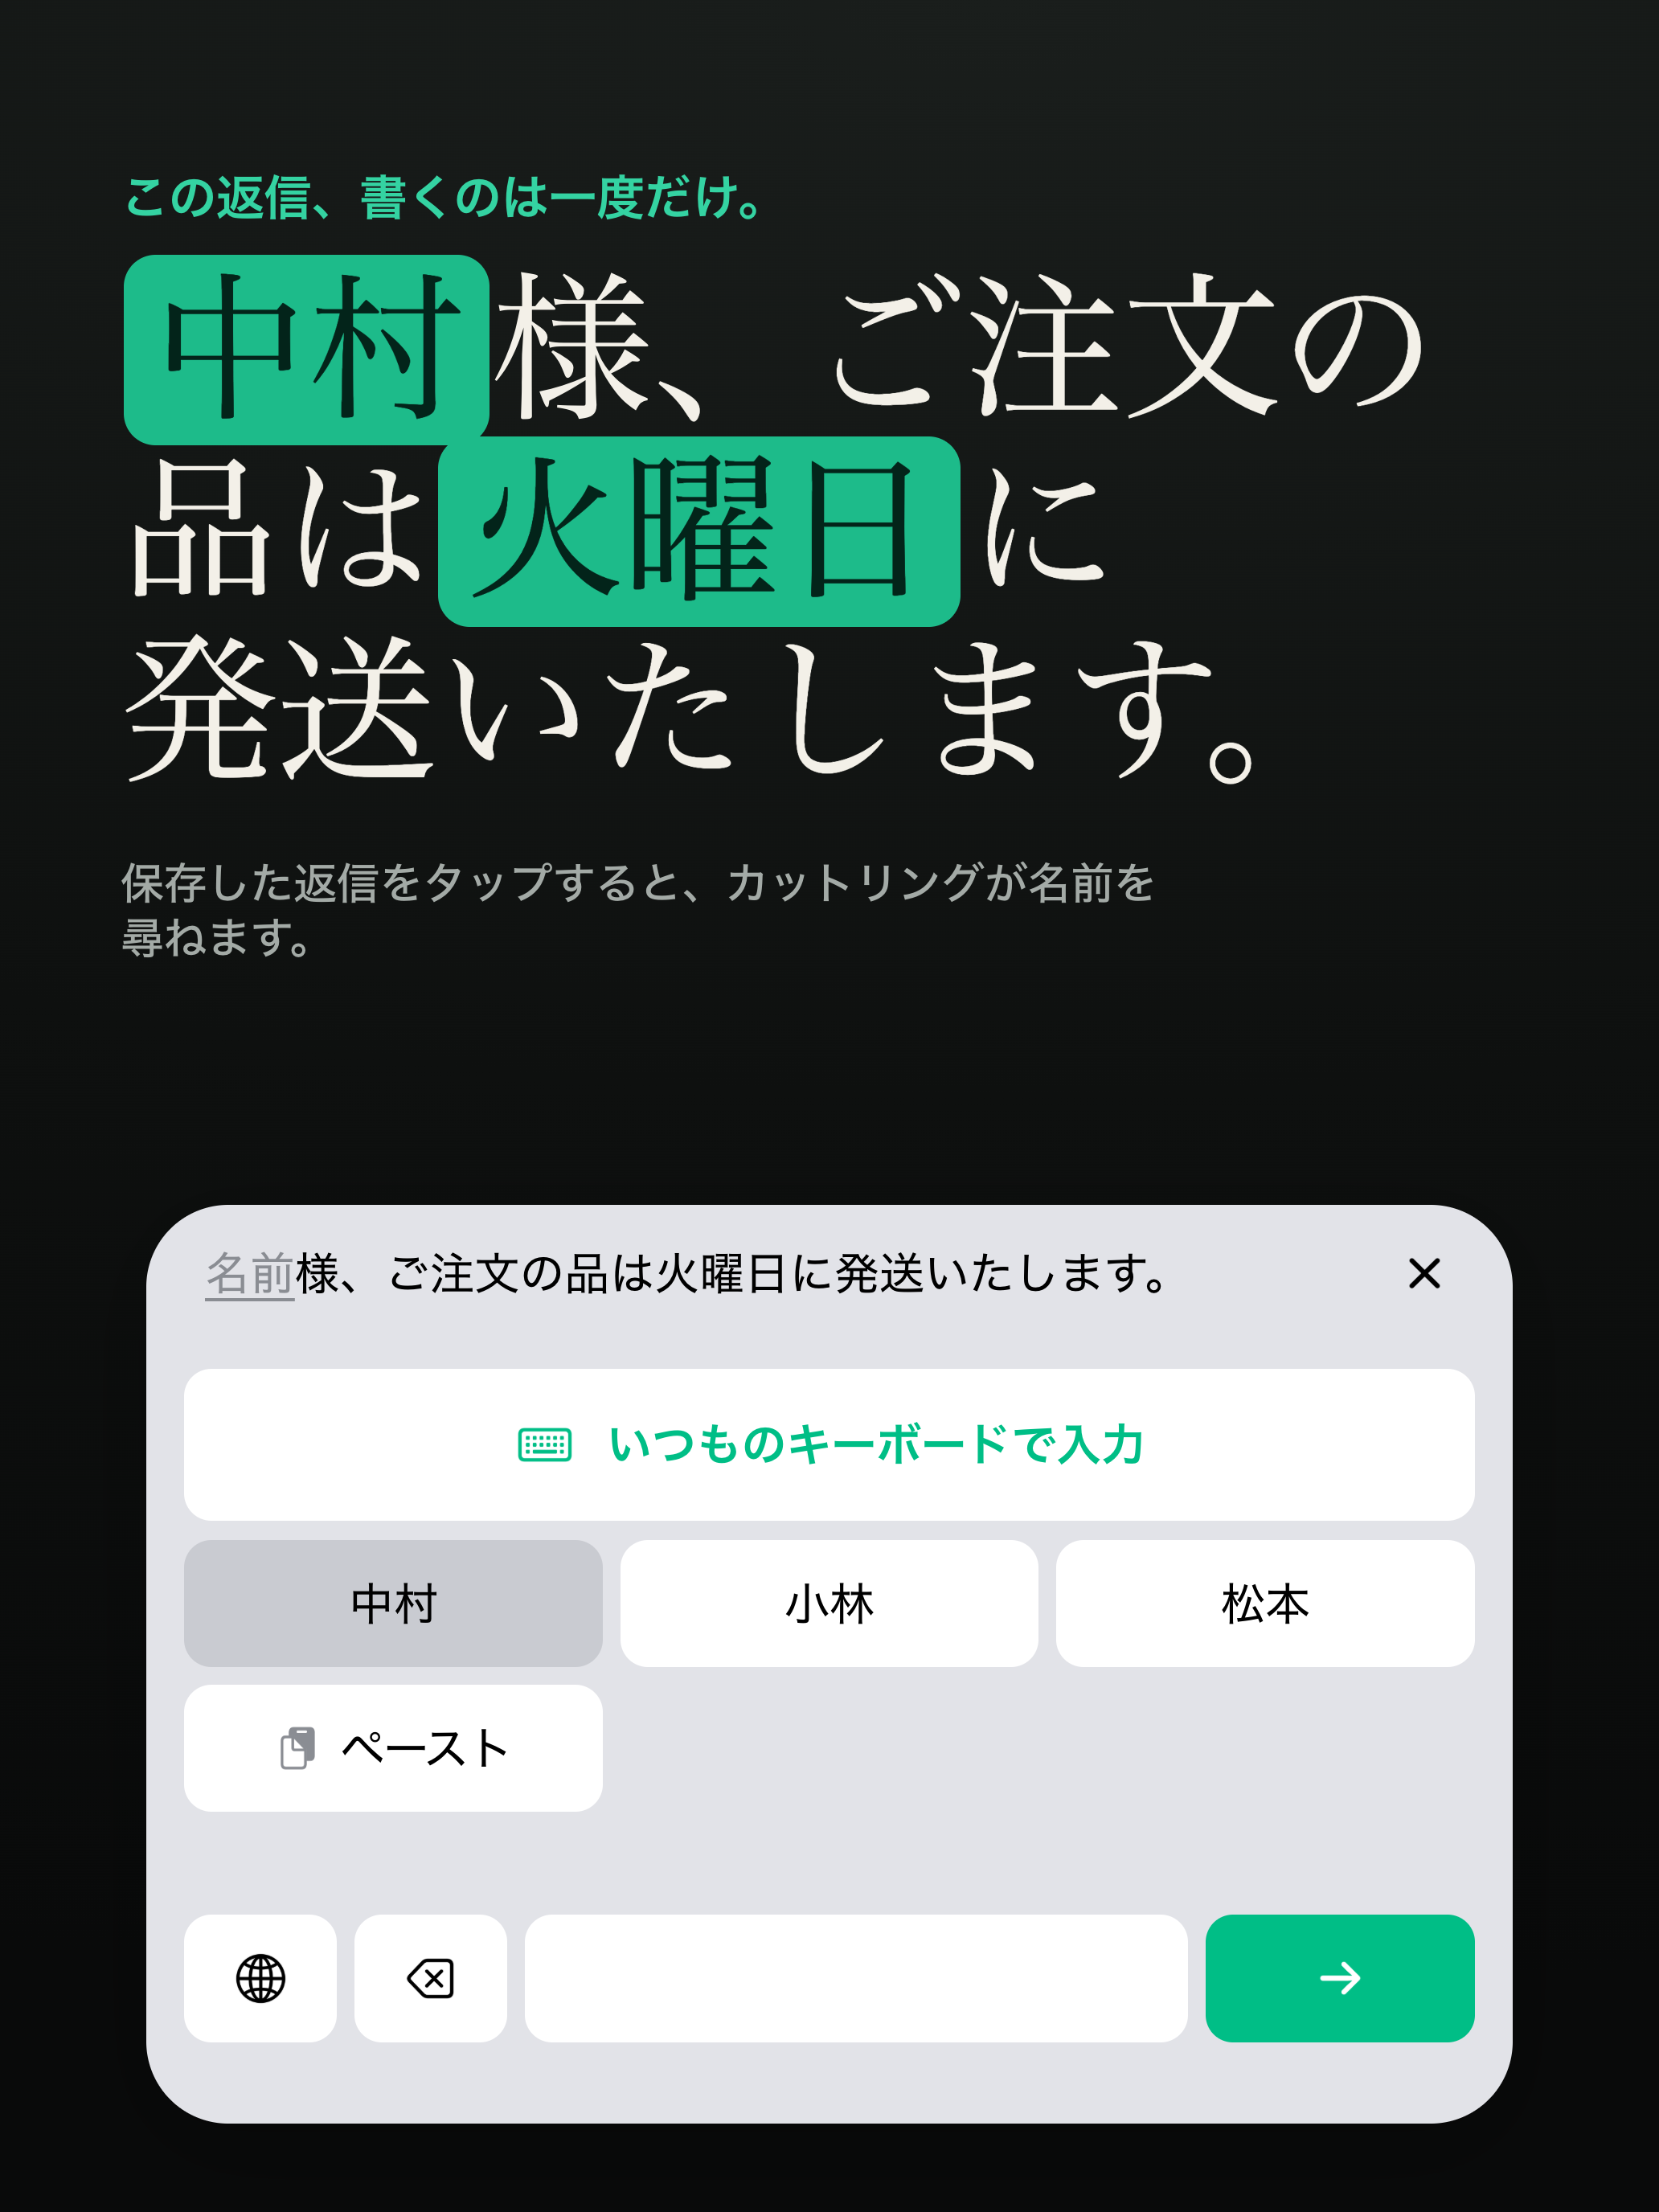 この返信、書くのは一度だけ。
中村様、ご注文の
品は火曜日に
発送いたします。
保存した返信をタップすると、カットリングが名前を
尋ねます。
名前様、ご注文の品は火曜日に発送いたします。
いつものキーボードで入力
中村
小林
松本
ペースト